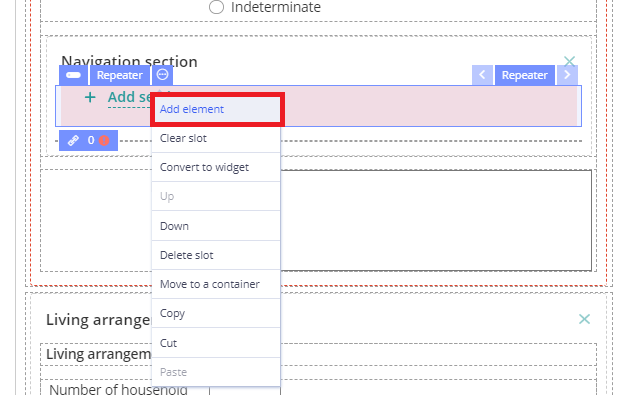 Indeterminate
Navigation section
Repeater
Repeater
+ Add se
Add element
0
Clear slot
Convert to widget
Up
Down
Delete slot
Move to a container
Copy
Cut
Paste
Living arrange
Living arrangem
Number of household